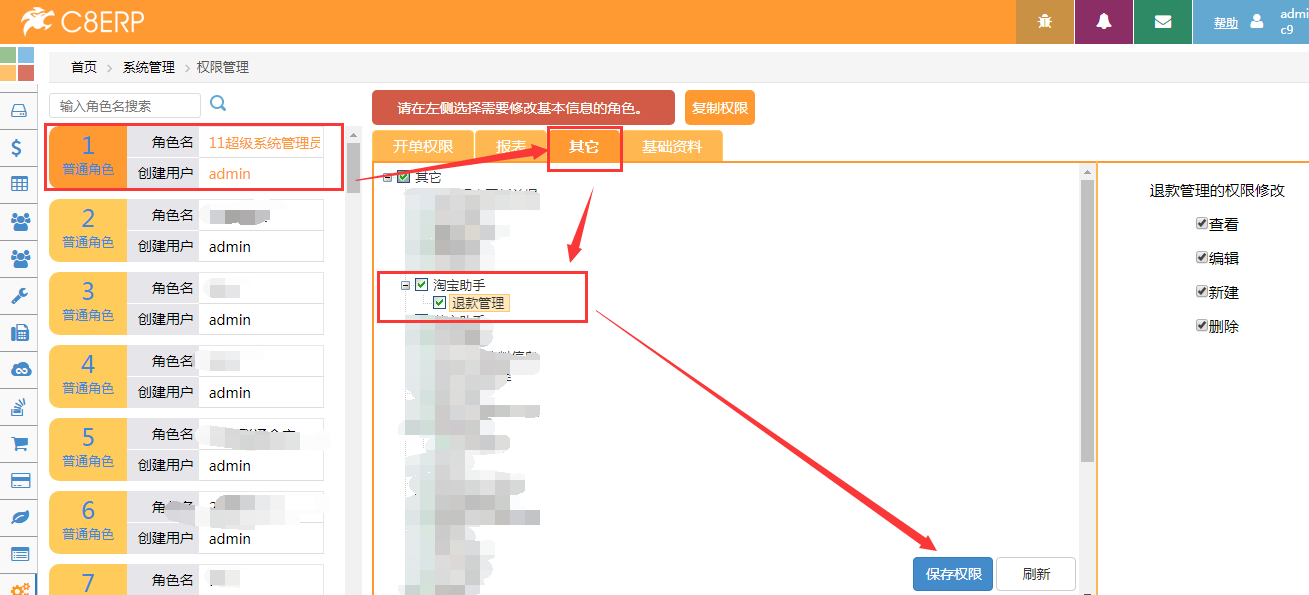 C8ERP
帮助
admi
c9
首页 > 系统管理 > 权限管理
输入角色名搜索
请在左侧选择需要修改基本信息的角色。
复制权限
开单权限
报表
其它
基础资料
1
普通角色
角色名
11超级系统管理员
创建用户
admin
2
普通角色
角色名
创建用户
admin
3
普通角色
角色名
创建用户
admin
4
普通角色
角色名
创建用户
admin
5
普通角色
角色名
创建用户
admin
6
普通角色
角色名
创建用户
admin
7
角色名
其它
淘宝助手
退款管理
退款管理的权限修改
查看
编辑
新建
删除
保存权限
刷新